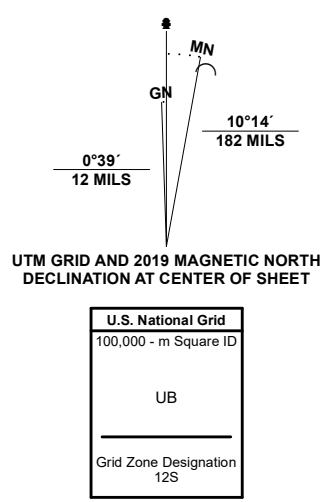 MN
GN
10°14´
182 MILS
0°39´
12 MILS
UTM GRID AND 2019 MAGNETIC NORTH
DECLINATION AT CENTER OF SHEET
U.S. National Grid
100,000 - m Square ID
UB
Grid Zone Designation
12S